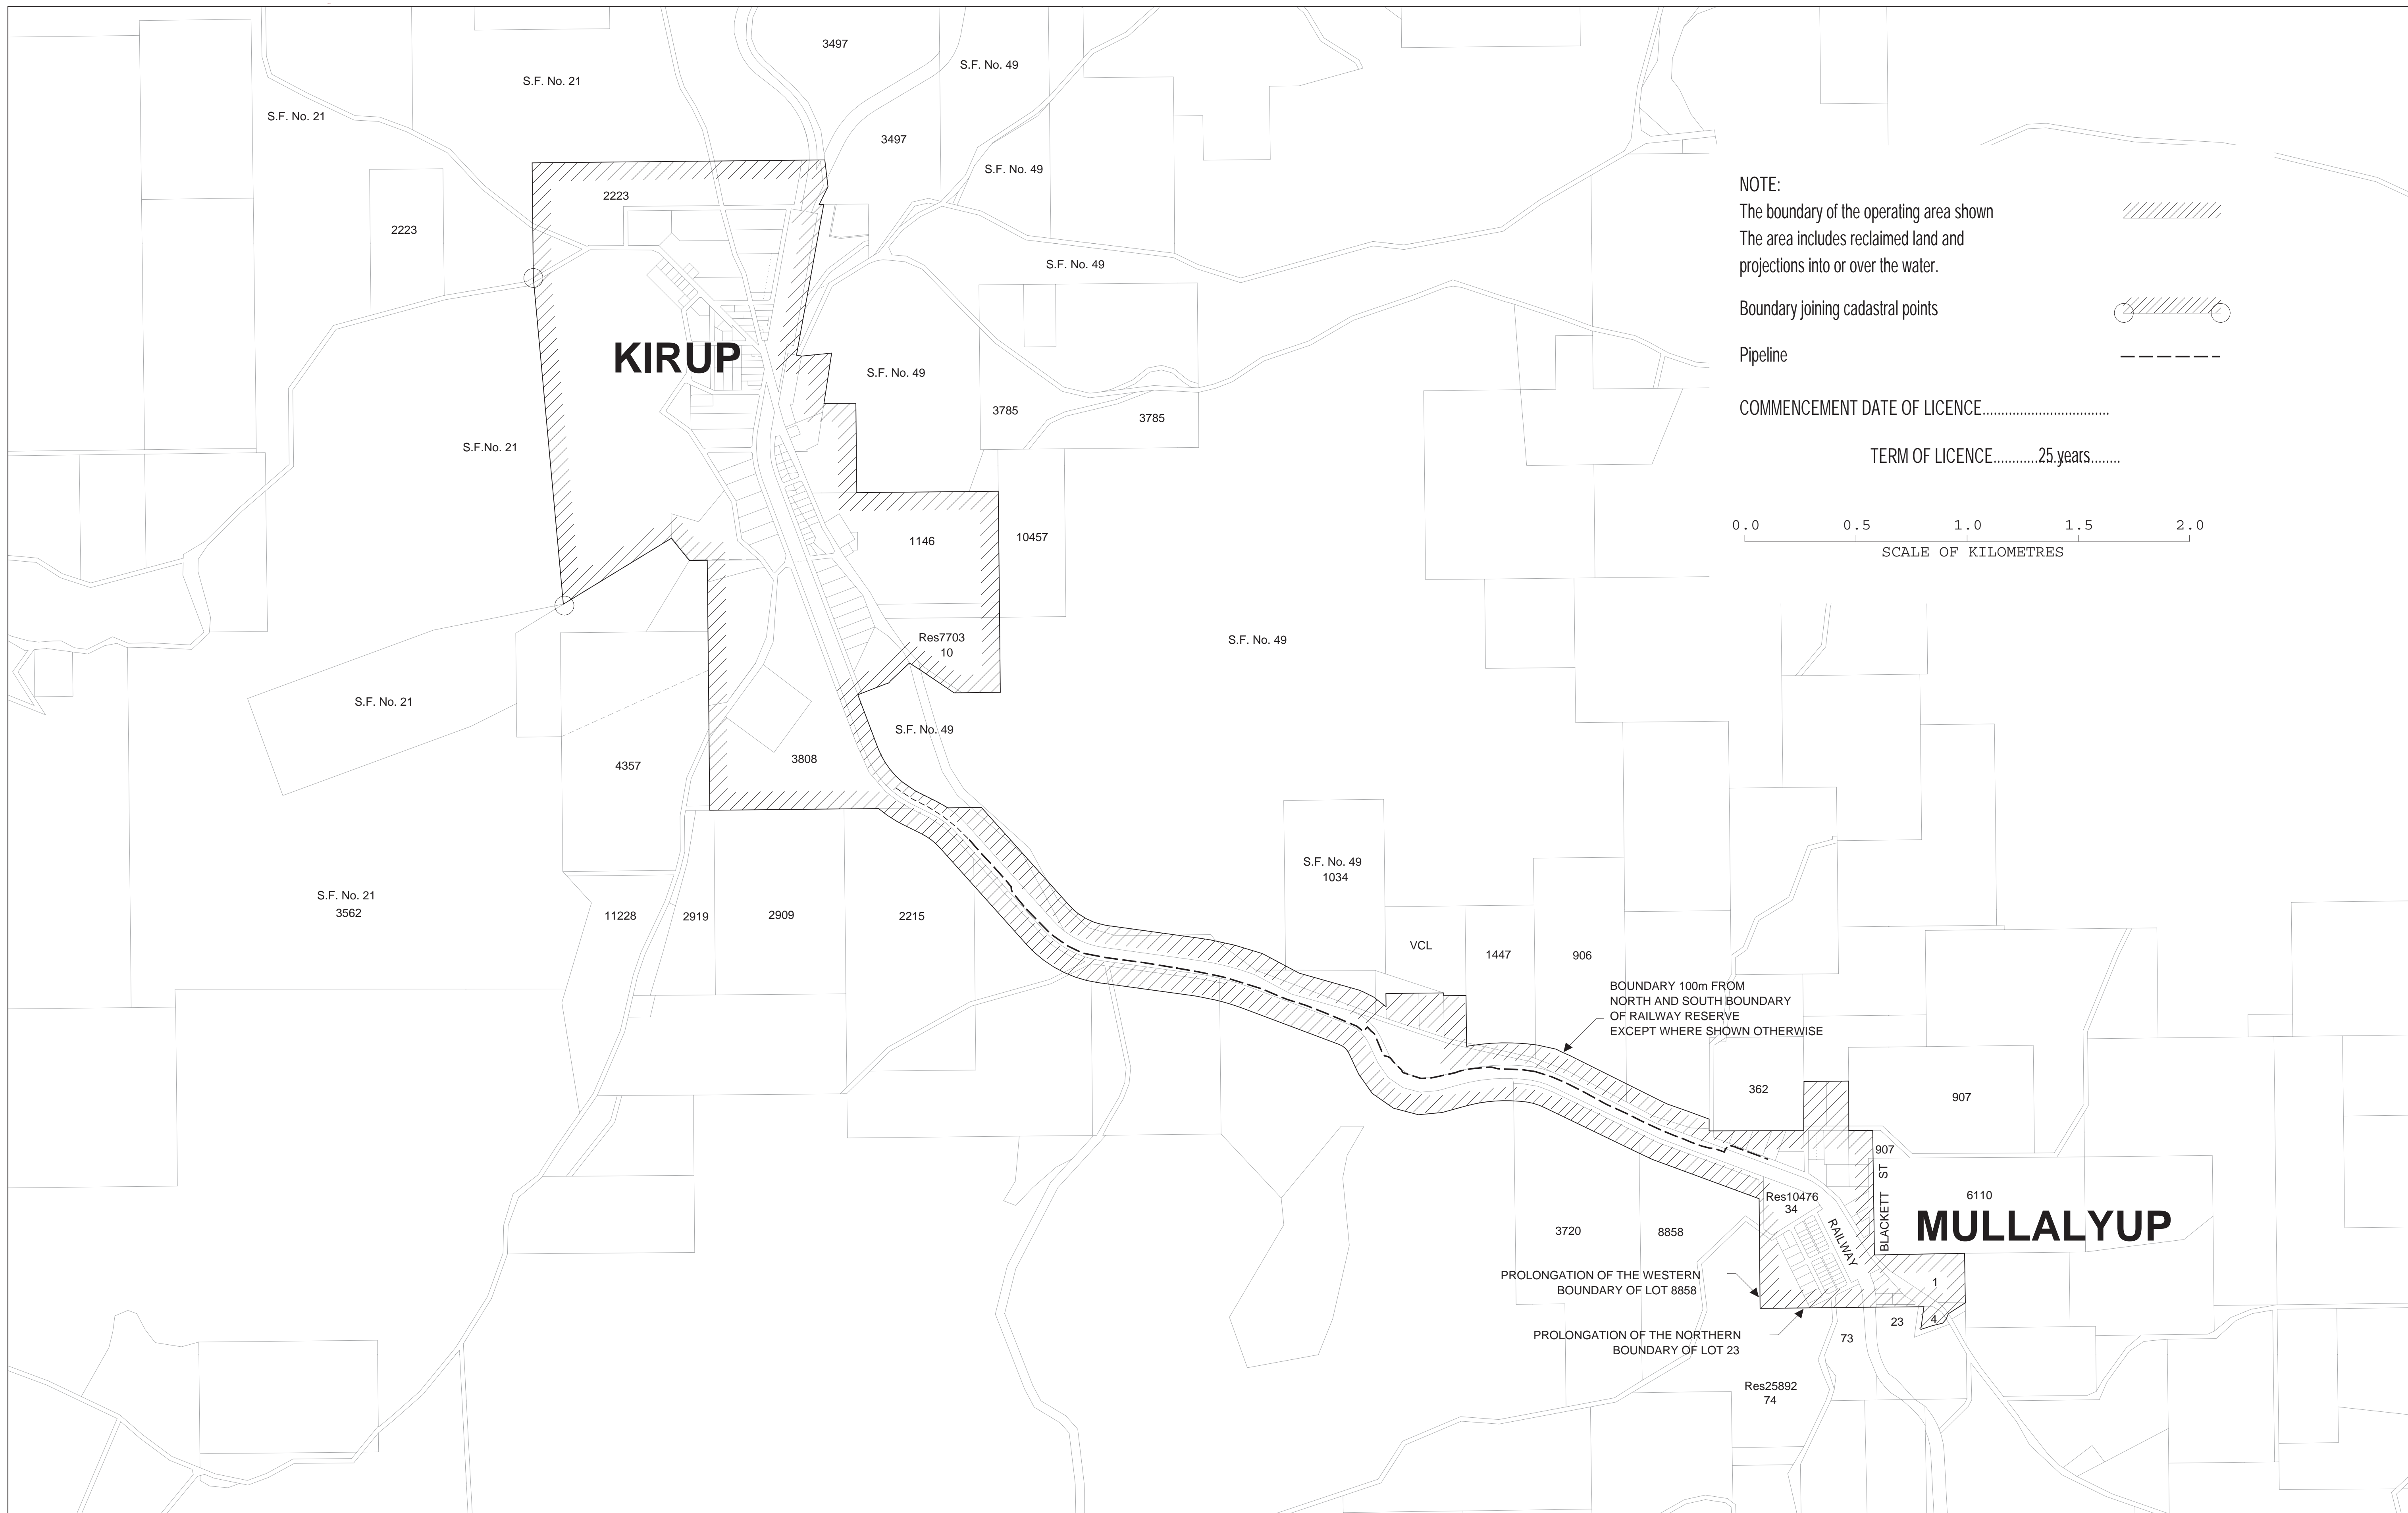 3497
S.F. No. 49
S.F. No. 21
S.F. No. 21
3497
S.F. No. 49
2223
2223
S.F. No. 49
KIRUP
S.F. No. 49
3785
3785
S.F.No. 21
1146
10457
Res7703
10
S.F. No. 49
S.F. No. 21
S.F. No. 49
4357
3808
S.F. No. 49
1034
S.F. No. 21
3562
11228
2919
2909
2215
VCL
1447
906
BOUNDARY 100m FROM
NORTH AND SOUTH BOUNDARY
OF RAILWAY RESERVE
EXCEPT WHERE SHOWN OTHERWISE
362
907
907
BLACKETT ST
6110
MULLALYUP
Res10476
34
RAILWAY
3720
8858
PROLONGATION OF THE WESTERN
BOUNDARY OF LOT 8858
1
4
23
73
PROLONGATION OF THE NORTHERN
BOUNDARY OF LOT 23
Res25892
74
NOTE:
The boundary of the operating area shown
The area includes reclaimed land and
projections into or over the water.
Boundary joining cadastral points
Pipeline
COMMENCEMENT DATE OF LICENCE..................................
TERM OF LICENCE............25 years........
0.0 0.5 1.0 1.5 2.0
SCALE OF KILOMETRES